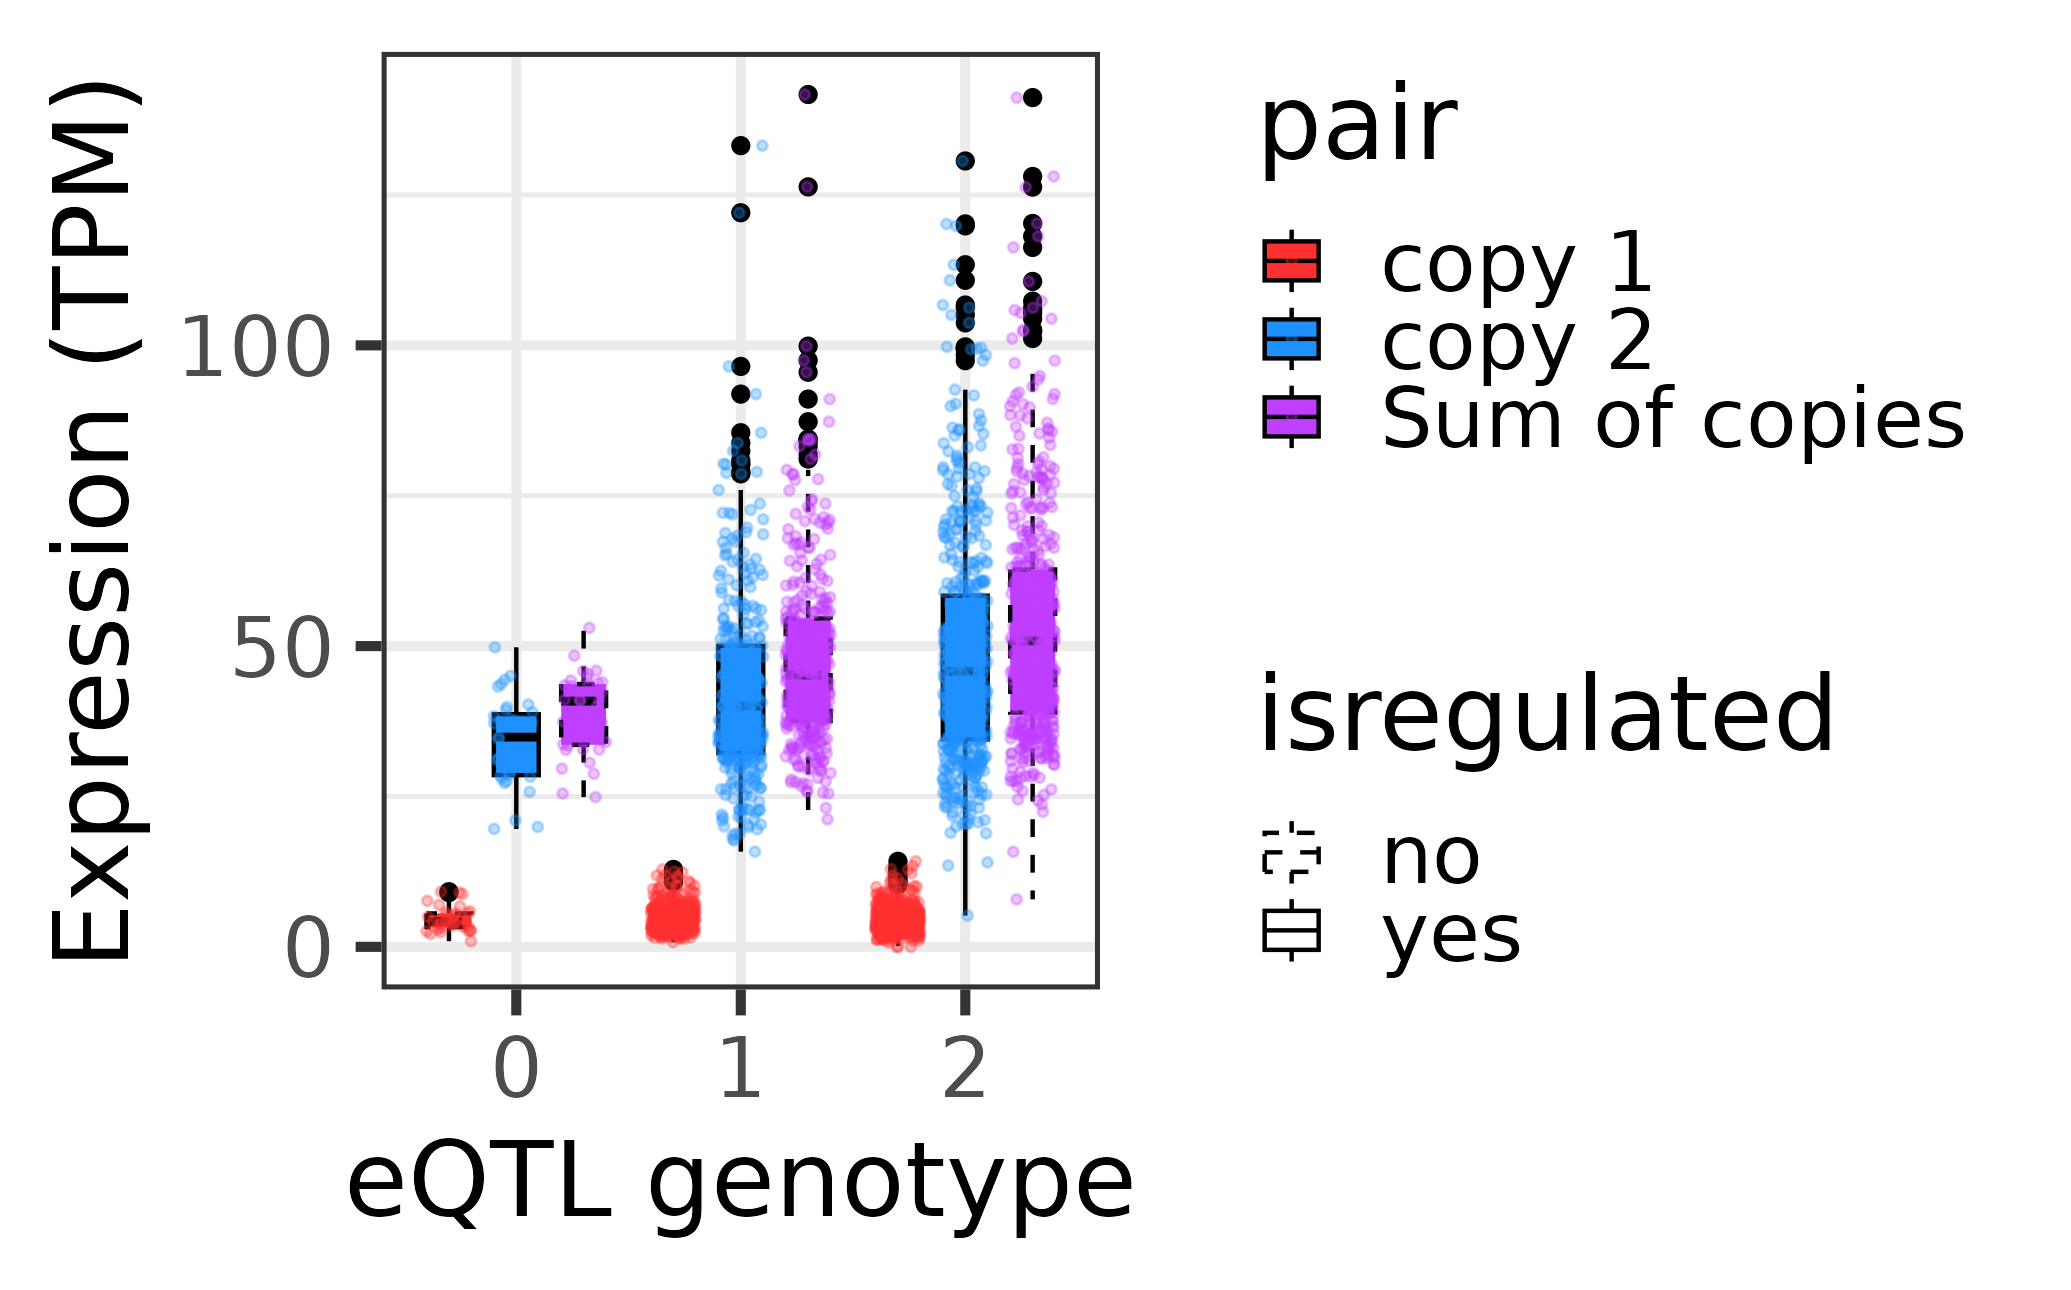 Expression (TPM)
100
50
0
0 1 2
eQTL genotype
pair
copy 1
copy 2
Sum of copies
isregulated
no
yes